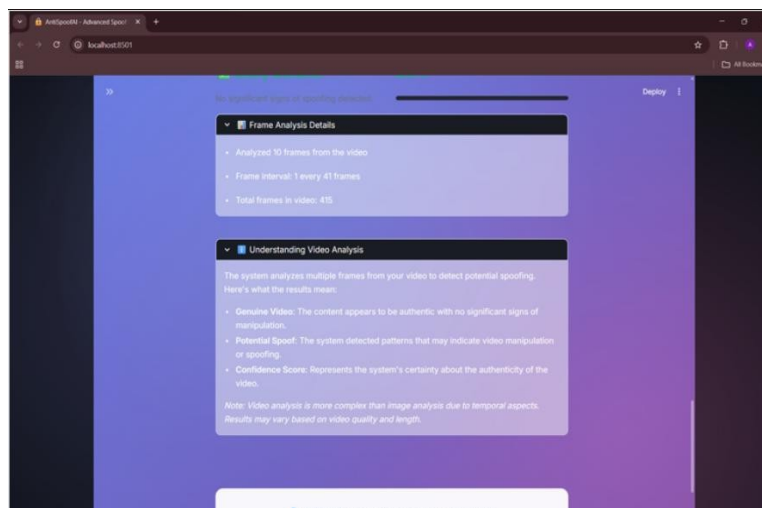 AntiSpoofAI - Advanced Spoof
localhost:8501
All Bookm
Deploy
No significant signs of spoofing detected
Frame Analysis Details
Analyzed 10 frames from the video
Frame Interval: 1 every 41 frames
Total frames in video: 415
Understanding Video Analysis
The system analyzes multiple frames from your video to detect potential spoofing.
Here's what the results mean:
Genuine Video: The content appears to be authentic with no significant signs of
manipulation.
Potential Spoof: The system detected patterns that may indicate video manipulation
or spoofing.
Confidence Score: Represents the system's certainty about the authenticity of the
video.
Note: Video analysis is more complex than image analysis due to temporal aspects.
Results may vary based on video quality and length.